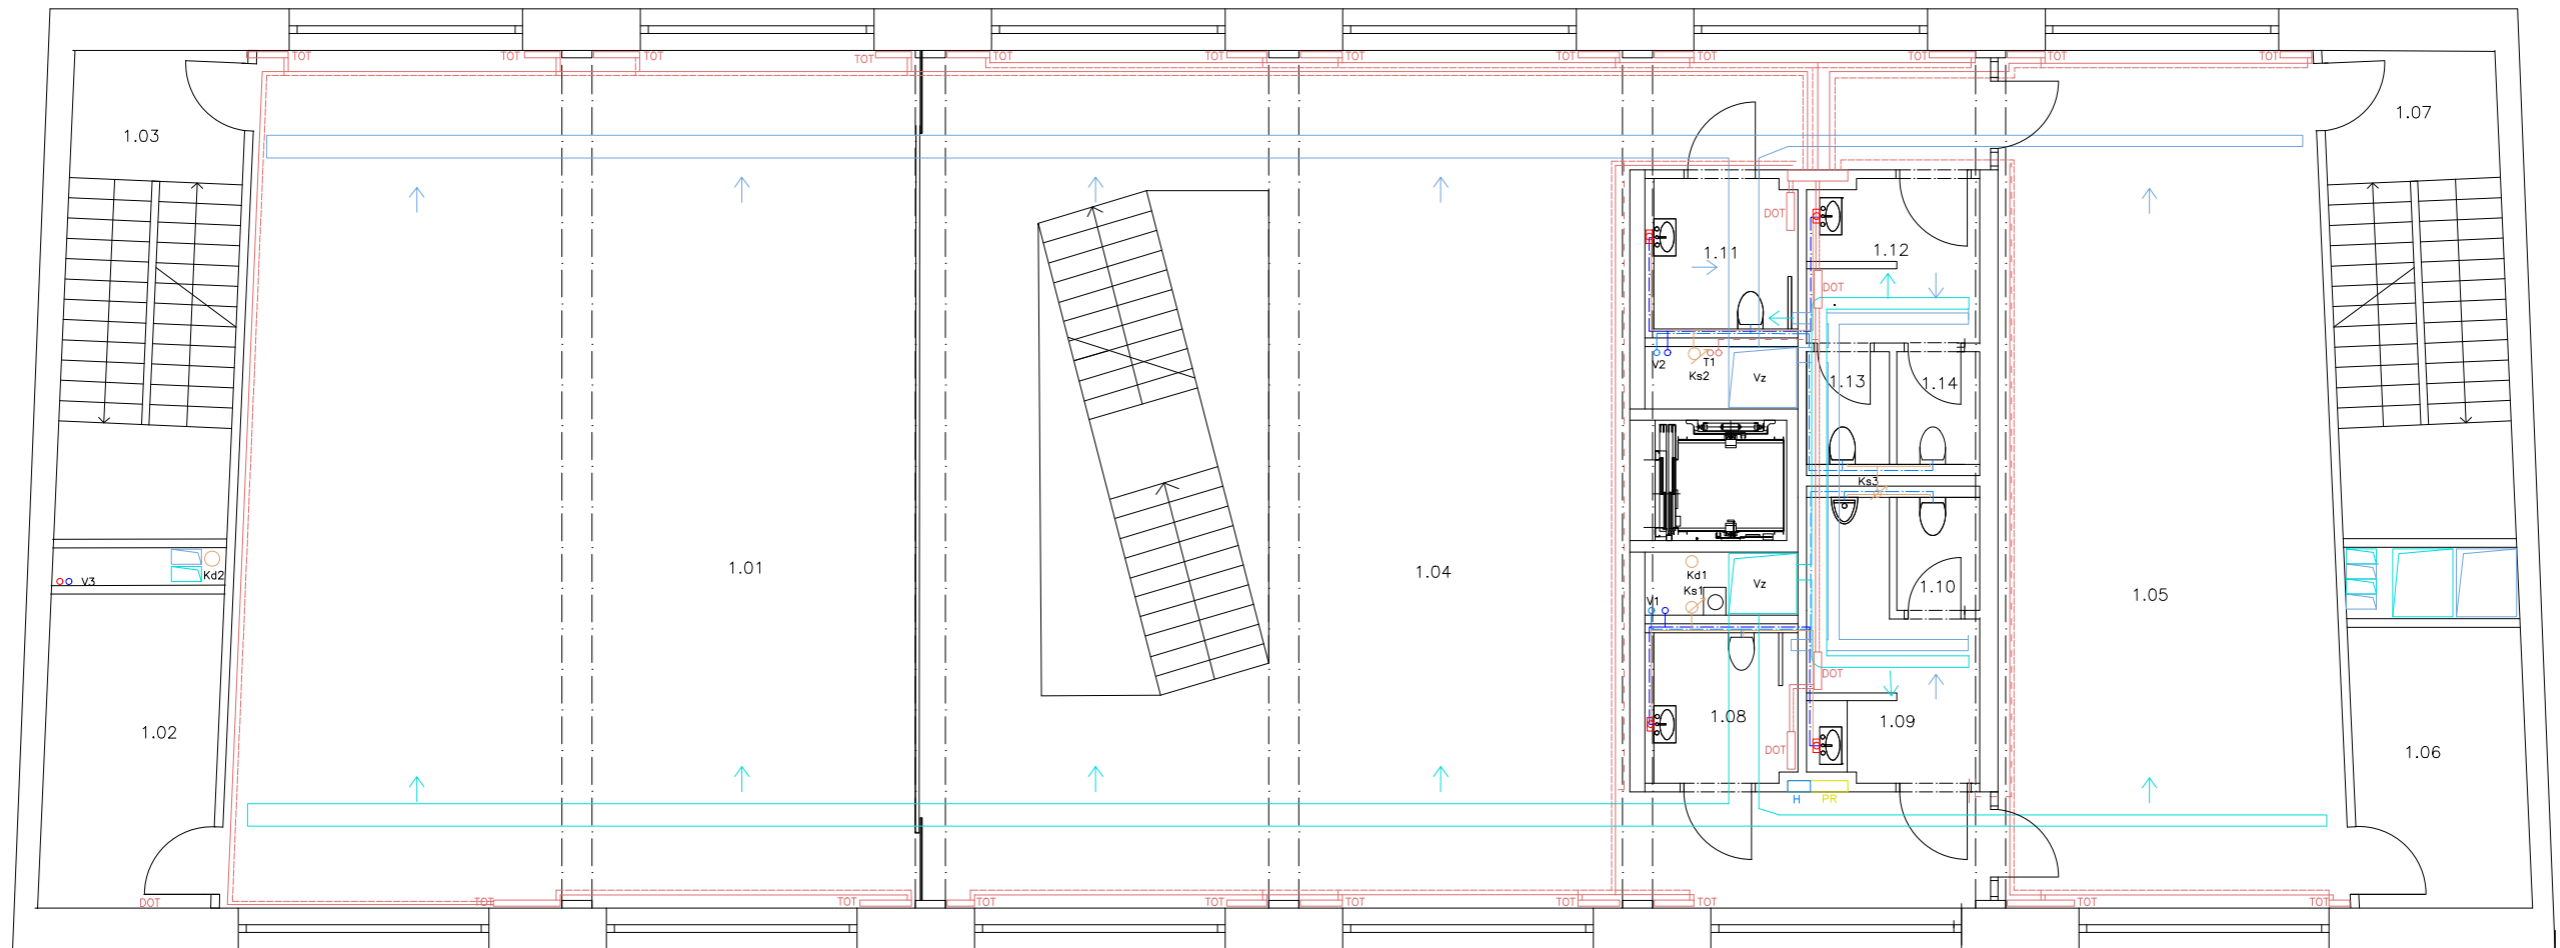 TOT TOT TOT TOT TOT TOT TOT TOT TOT TOT TOT
1.03
1.07
DOT
1.11
1.12
DOT
V2
T1
Ks2
Vz
1.13
1.14
Ks3
1.01
1.04
V3
Kd2
Kd1
Ks1
V1
Vz
1.10
1.05
DOT
1.08
1.09
1.02
DOT
1.06
H
PR
DOT
TOT TOT TOT TOT TOT TOT TOT TOT TOT